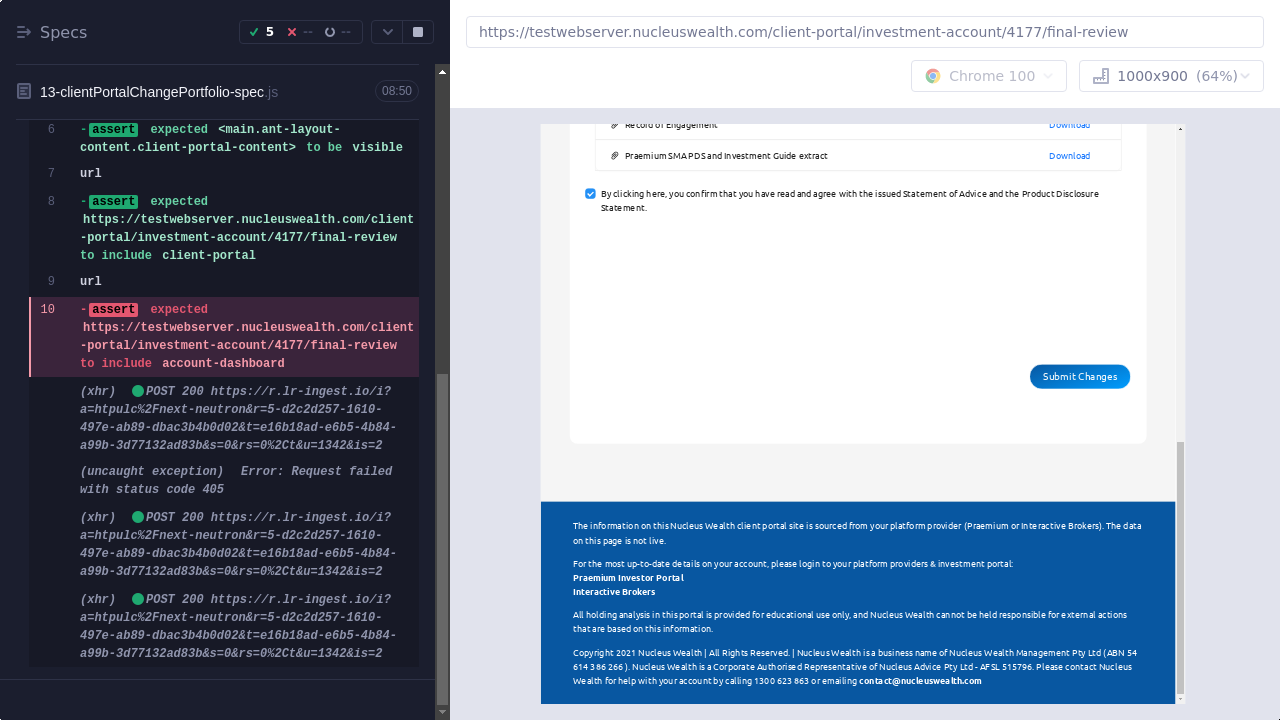 Specs
5
--
--
13-clientPortalChangePortfolio-spec.js
08:50
6 -assert expected <main.ant-layout-
content.client-portal-content> to be visible
7 url
8 -assert expected
https://testwebserver.nucleuswealth.com/client
-portal/investment-account/4177/final-review
to include client-portal
9 url
10 -assert expected
https://testwebserver.nucleuswealth.com/client
-portal/investment-account/4177/final-review
to include account-dashboard
(xhr) POST 200 https://r.lr-ingest.io/i?
a=htpulc%2Fnext-neutron&r=5-d2c2d257-1610-
497e-ab89-dbac3b4b0d02&t=e16b18ad-e6b5-4b84-
a99b-3d77132ad83b&s=0&rs=0%2Ct&u=1342&is=2
(uncaught exception) Error: Request failed
with status code 405
(xhr) POST 200 https://r.lr-ingest.io/i?
a=htpulc%2Fnext-neutron&r=5-d2c2d257-1610-
497e-ab89-dbac3b4b0d02&t=e16b18ad-e6b5-4b84-
a99b-3d77132ad83b&s=0&rs=0%2Ct&u=1342&is=2
(xhr) POST 200 https://r.lr-ingest.io/i?
a=htpulc%2Fnext-neutron&r=5-d2c2d257-1610-
497e-ab89-dbac3b4b0d02&t=e16b18ad-e6b5-4b84-
a99b-3d77132ad83b&s=0&rs=0%2Ct&u=1342&is=2
https://testwebserver.nucleuswealth.com/client-portal/investment-account/4177/final-review
Chrome 100
1000x900 (64%)
Record of Engagement Download
Praemium SMA PDS and Investment Guide extract Download
By clicking here, you confirm that you have read and agree with the issued Statement of Advice and the Product Disclosure
Statement.
Submit Changes
The information on this Nucleus Wealth client portal site is sourced from your platform provider (Praemium or Interactive Brokers). The data
on this page is not live.
For the most up-to-date details on your account, please login to your platform providers & investment portal:
Praemium Investor Portal
Interactive Brokers
All holding analysis in this portal is provided for educational use only, and Nucleus Wealth cannot be held responsible for external actions
that are based on this information.
Copyright 2021 Nucleus Wealth | All Rights Reserved. | Nucleus Wealth is a business name of Nucleus Wealth Management Pty Ltd (ABN 54
614 386 266 ). Nucleus Wealth is a Corporate Authorised Representative of Nucleus Advice Pty Ltd - AFSL 515796. Please contact Nucleus
Wealth for help with your account by calling 1300 623 863 or emailing contact@nucleuswealth.com